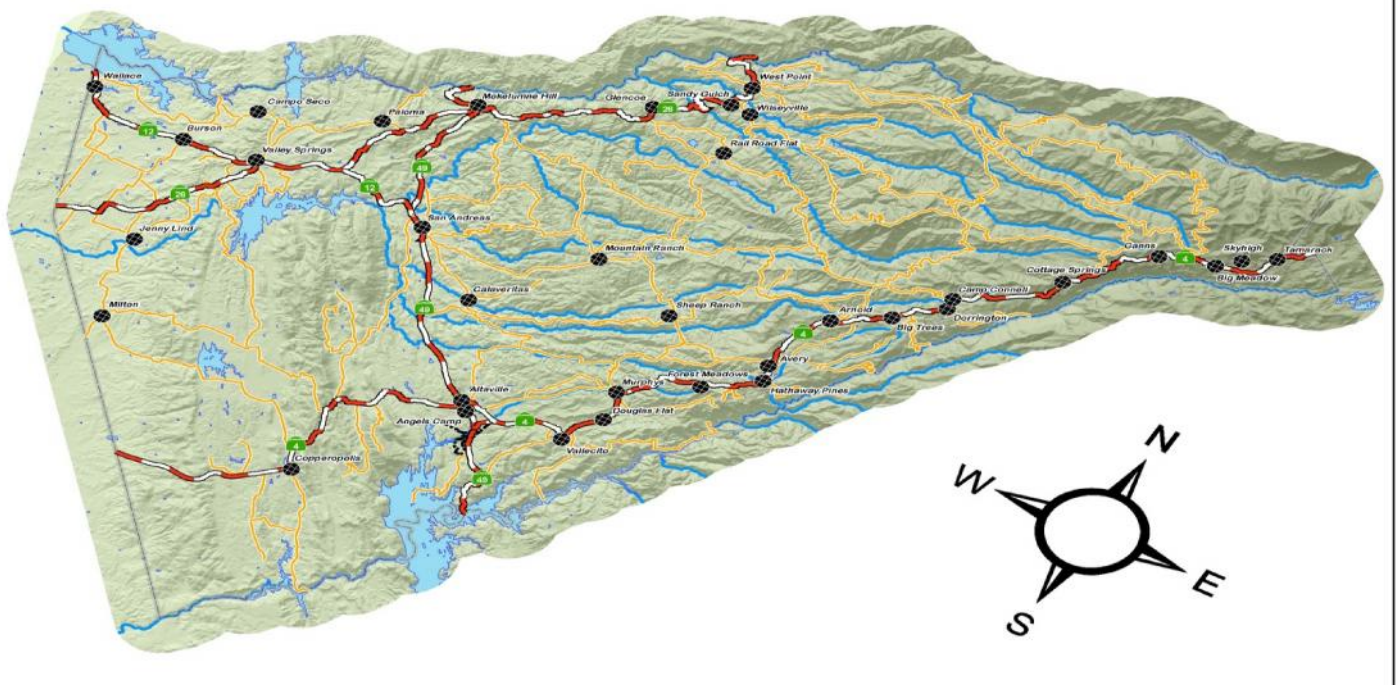 West Point
Wallace
Campo Seco
Mokelumne Hill
Glencoe
Sandy Gulch
26
Wilseyville
Paloma
12
Burson
Valley Springs
49
Rail Road Flat
26
12
San Andreas
Jenny Lind
Mountain Ranch
Ganns
4
Skyhigh
Tamarack
Big Meadow
Cottage Springs
Calaveritas
Camp Connell
Milton
49
Sheep Ranch
Arnold
Big Trees
Dorrington
4
Avery
Forest Meadows
Murphys
Hathaway Pines
Altaville
Angels Camp
4
Douglas Flat
4
Vallecito
Copperopolis
49
N
W
E
S